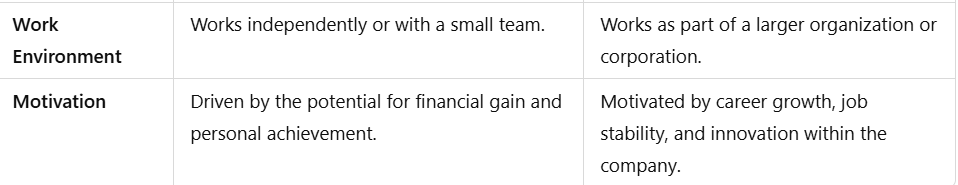 Work Environment
Works independently or with a small team.
Works as part of a larger organization or
corporation.
Motivation
Driven by the potential for financial gain and
personal achievement.
Motivated by career growth, job
stability, and innovation within the
company.